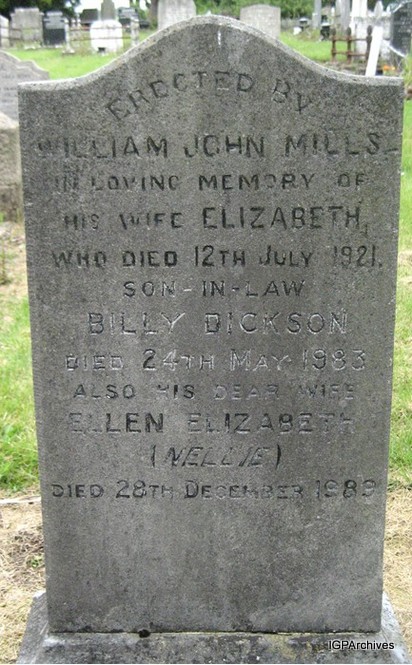 ERECTED BY
WILLIAM JOHN MILLS
IN LOVING MEMORY OF
HIS WIFE ELIZABETH,
WHO DIED 12TH JULY 1921.
SON-IN-LAW
BILLY DICKSON
DIED 24TH MAY 1983
ALSO HIS DEAR WIFE
ELLEN ELIZABETH
(NELLIE)
DIED 28TH DECEMBER 1989
IGPArchives